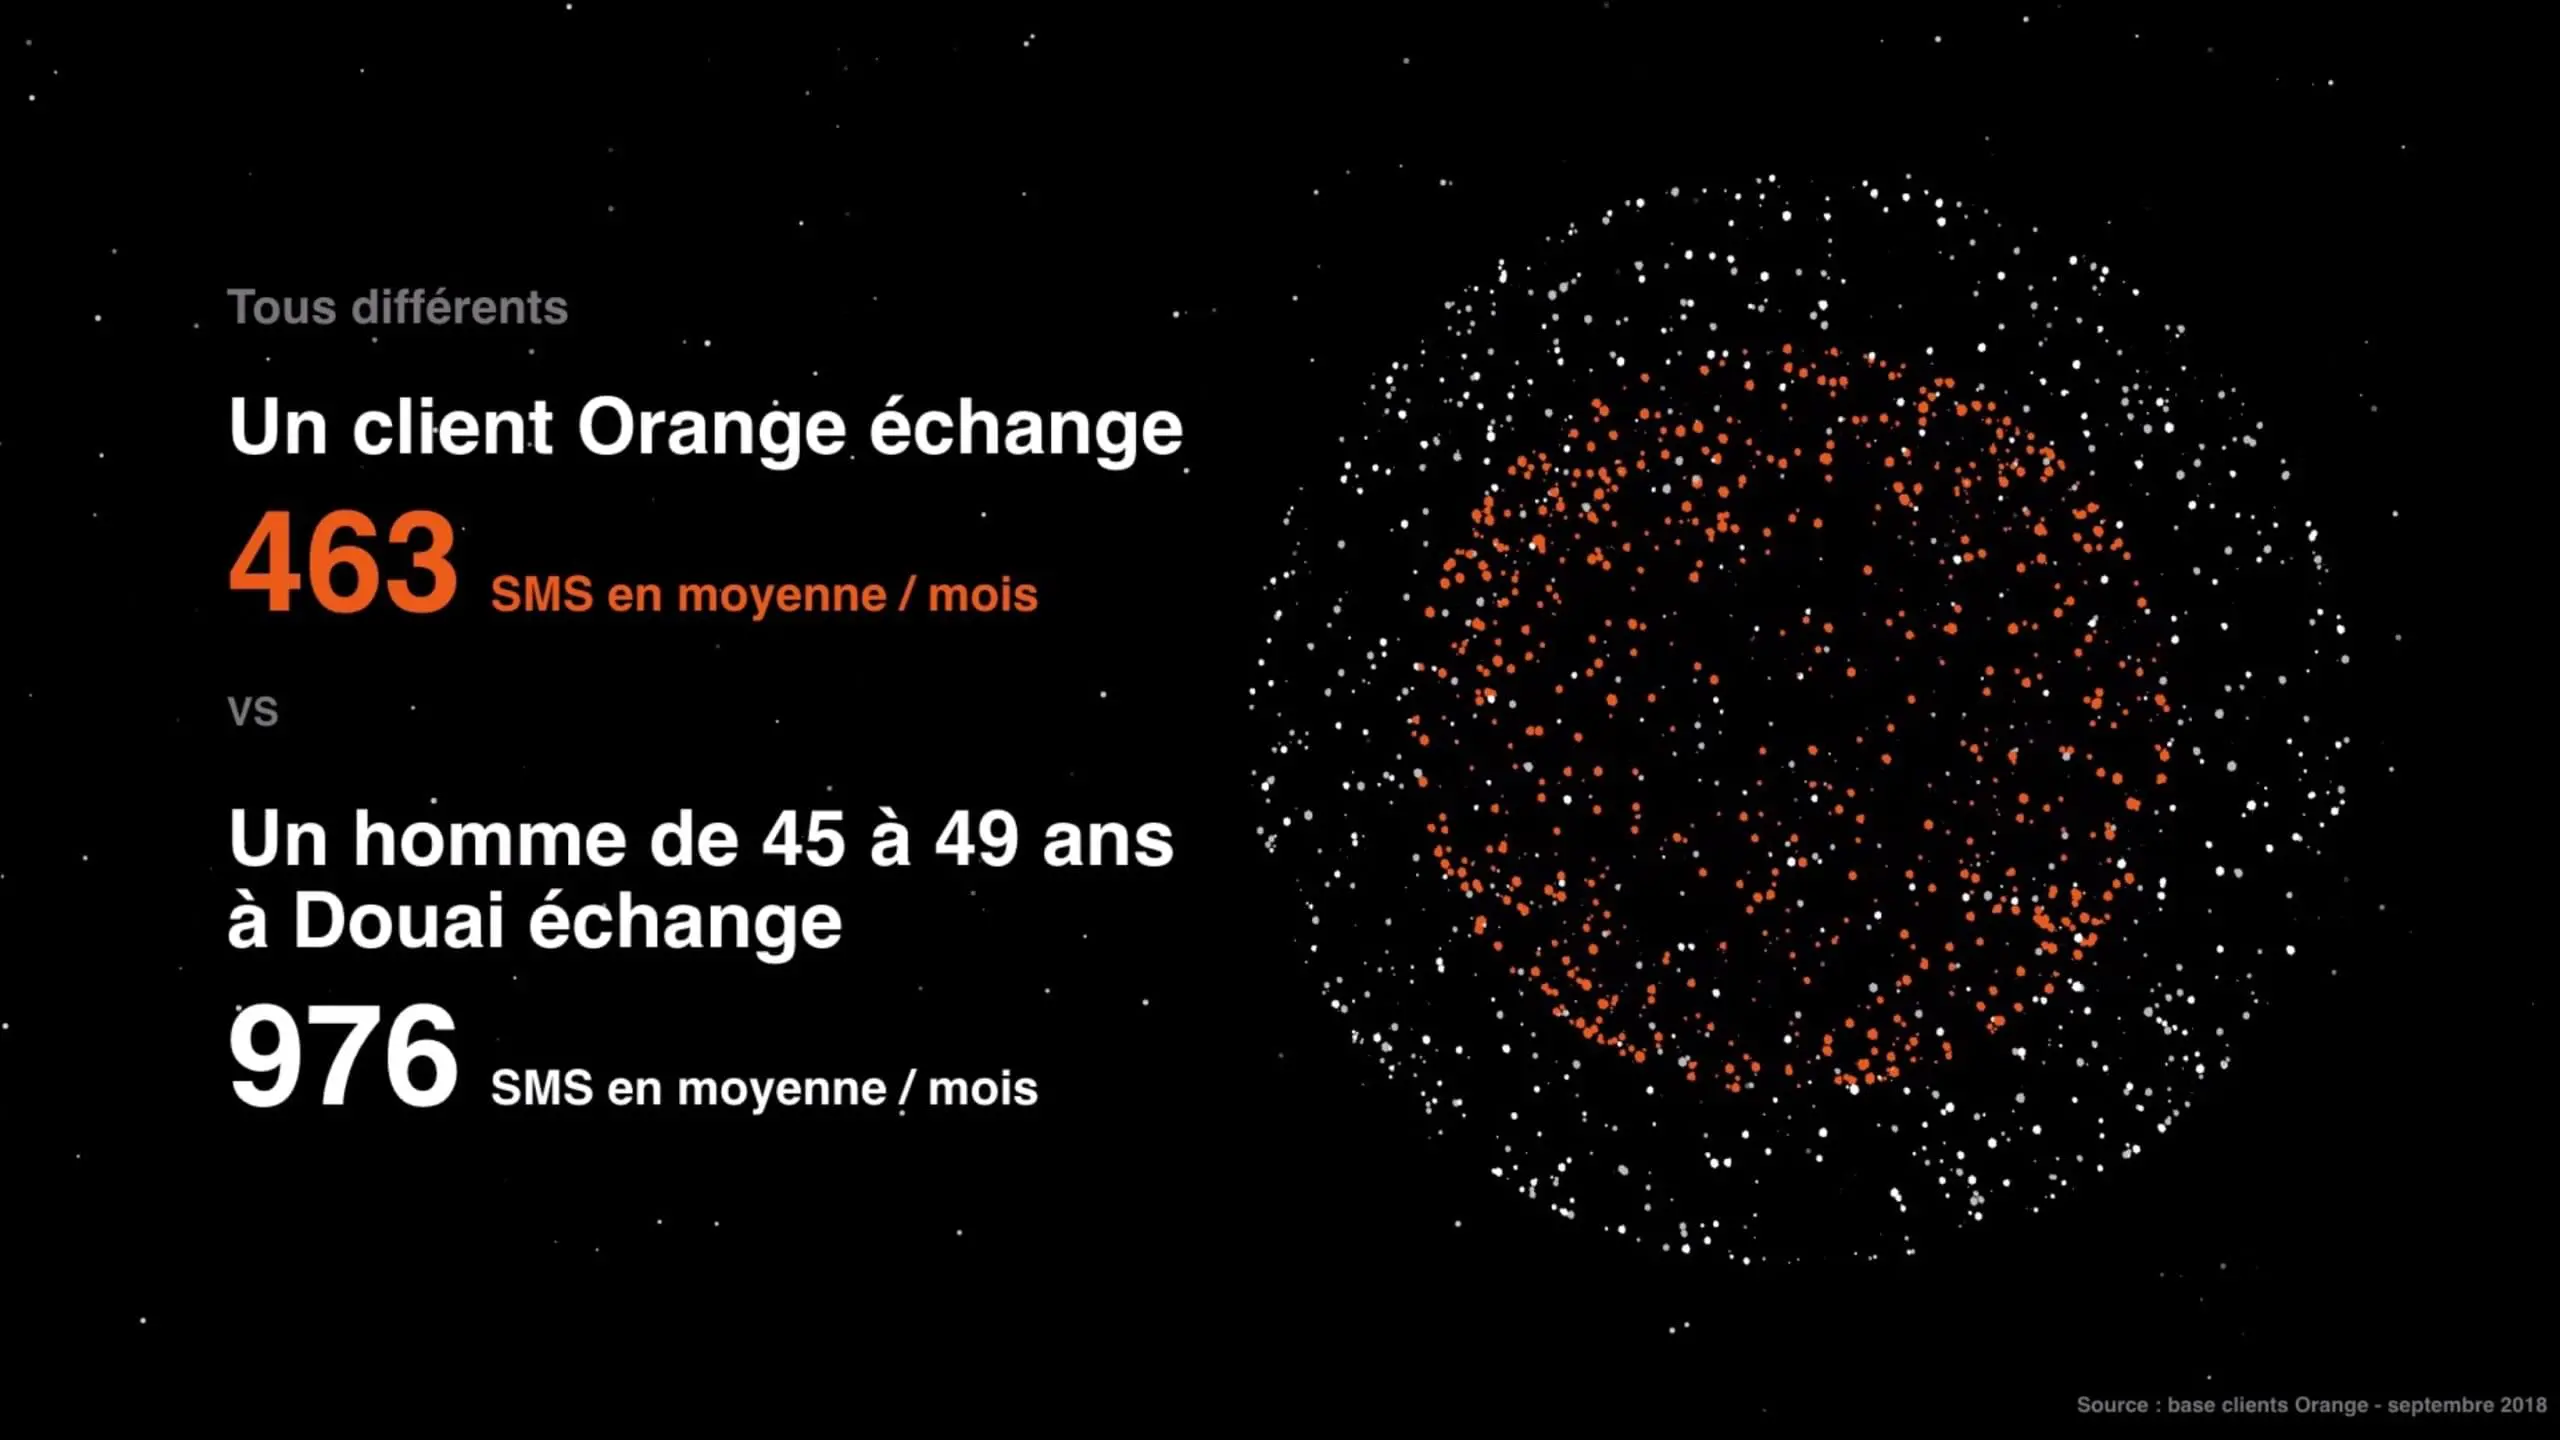 Tous différents
Un client Orange échange
463 SMS en moyenne / mois
vs
Un homme de 45 à 49 ans
à Douai échange
976 SMS en moyenne / mois
Source : base clients Orange - septembre 2018